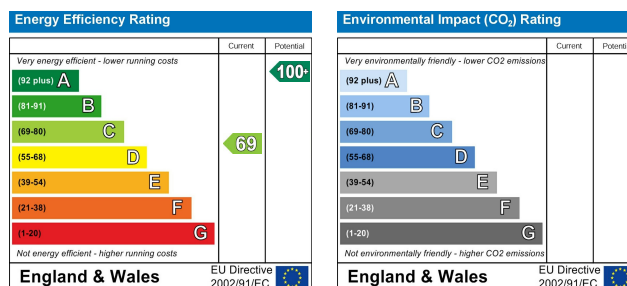 Energy Efficiency Rating
Current Potential
Very energy efficient - lower running costs
(92 plus) A
100+
(81-91) B
(69-80) C
69
(55-68) D
(39-54) E
(21-38) F
(1-20) G
Not energy efficient - higher running costs
England & Wales
EU Directive
2002/91/EC
Environmental Impact (CO₂) Rating
Current Potential
Very environmentally friendly - lower CO2 emissions
(92 plus) A
(81-91) B
(69-80) C
(55-68) D
(39-54) E
(21-38) F
(1-20) G
Not environmentally friendly - higher CO2 emissions
England & Wales
EU Directive
2002/91/EC